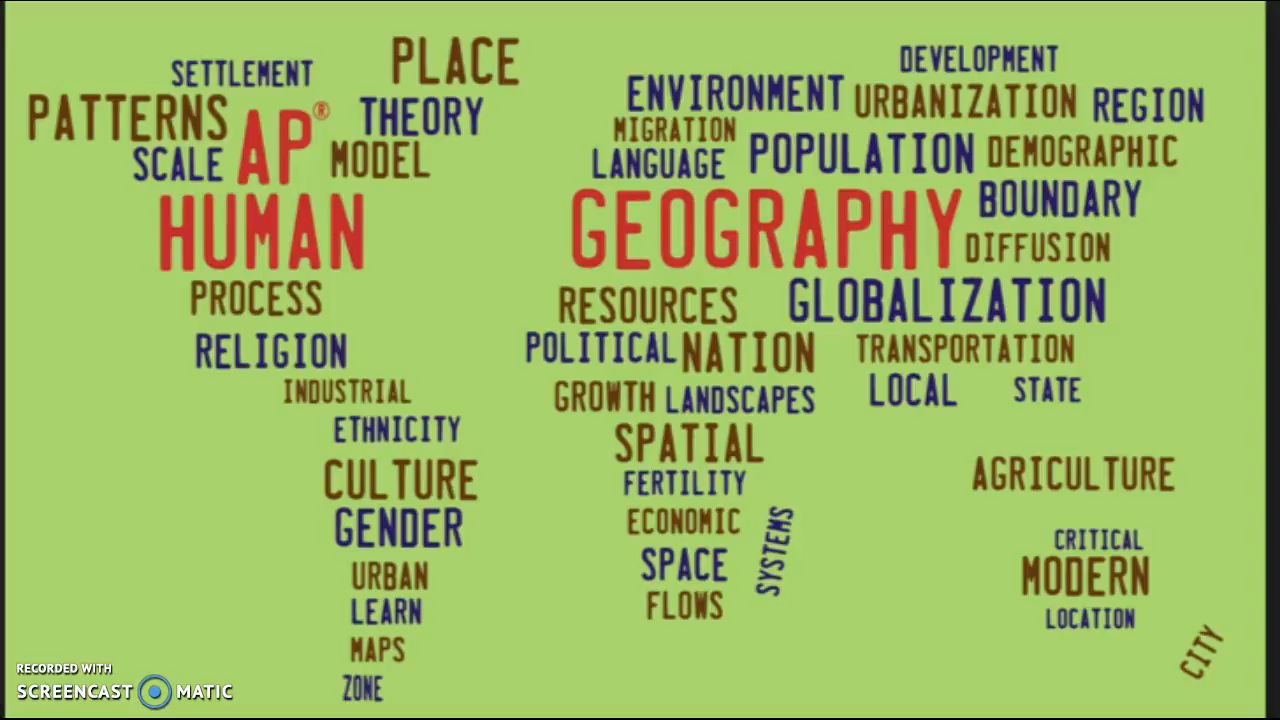 SETTLEMENT
PLACE
PATTERNS
AP®
THEORY
SCALE
MODEL
HUMAN
PROCESS
RELIGION
INDUSTRIAL
ETHNICITY
CULTURE
GENDER
URBAN
LEARN
MAPS
ZONE
DEVELOPMENT
ENVIRONMENT
URBANIZATION
REGION
MIGRATION
LANGUAGE
POPULATION
DEMOGRAPHIC
GEOGRAPHY
BOUNDARY
DIFFUSION
RESOURCES
GLOBALIZATION
POLITICAL
NATION
TRANSPORTATION
GROWTH
LANDSCAPES
LOCAL
STATE
SPATIAL
FERTILITY
ECONOMIC
SPACE
SYSTEMS
FLOWS
AGRICULTURE
CRITICAL
MODERN
LOCATION
CITY
RECORDED WITH
SCREENCAST MATIC